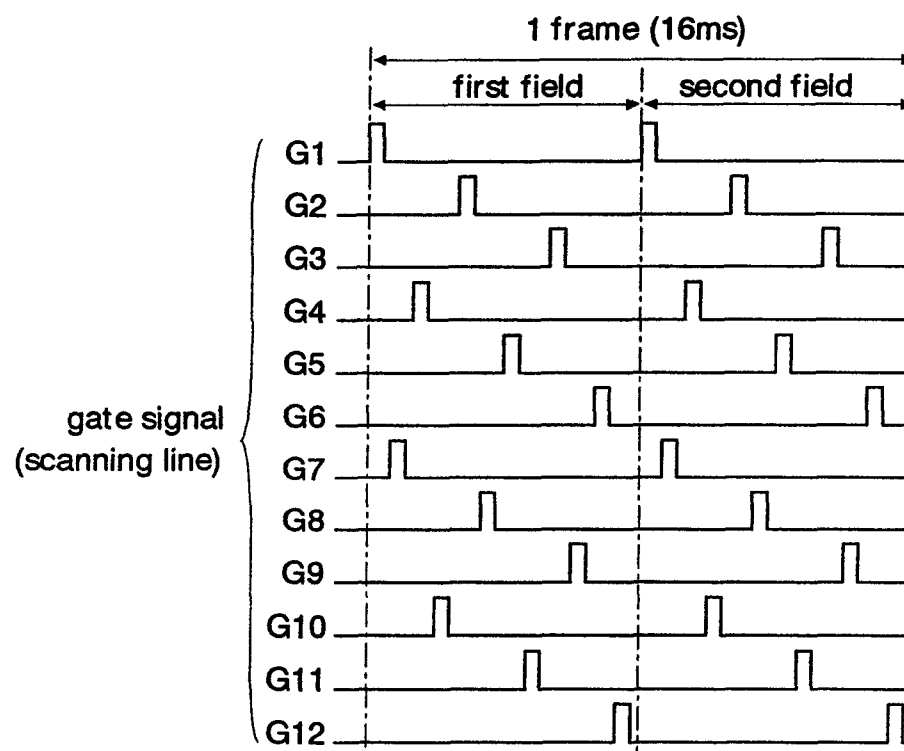 1 frame (16ms)
first field
second field
G1
G2
G3
G4
G5
G6
gate signal
(scanning line)
G7
G8
G9
G10
G11
G12